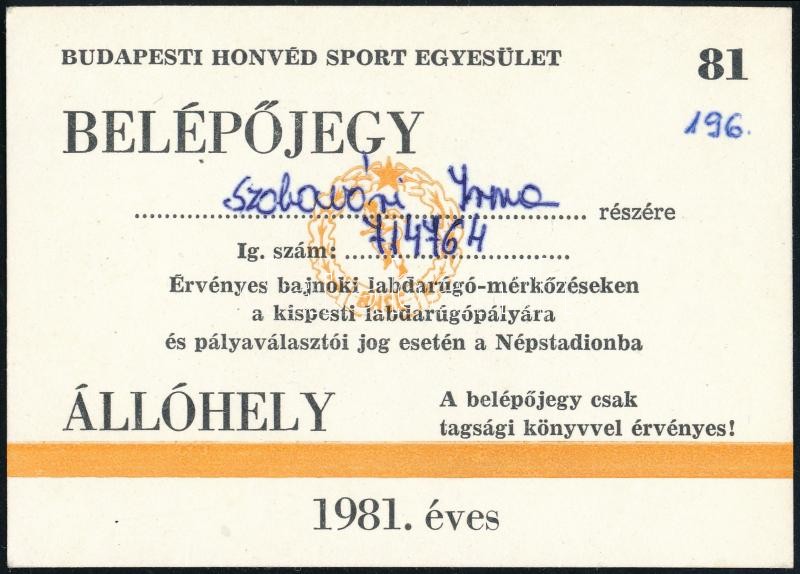 BUDAPESTI HONVÉD SPORT EGYESÜLET 81
BELÉPŐJEGY 196.
Szobavári Irma részére
Ig. szám: 714764
Érvényes bajnoki labdarúgó-mérkőzéseken
a kispesti labdarúgópályára
és pályaválasztói jog esetén a Népstadionba
ÁLLÓHELY
A belépőjegy csak
tagsági könyvvel érvényes!
1981. éves